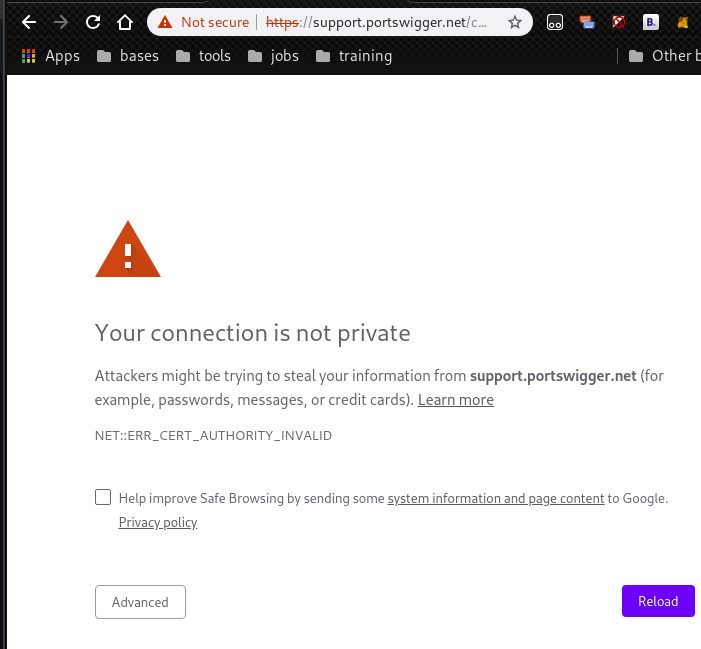 Not secure https://support.portswigger.net/c...
B.
Apps bases tools jobs training Other b
Your connection is not private
Attackers might be trying to steal your information from support.portswigger.net (for
example, passwords, messages, or credit cards). Learn more
NET::ERR_CERT_AUTHORITY_INVALID
Help improve Safe Browsing by sending some system information and page content to Google.
Privacy policy
Advanced Reload